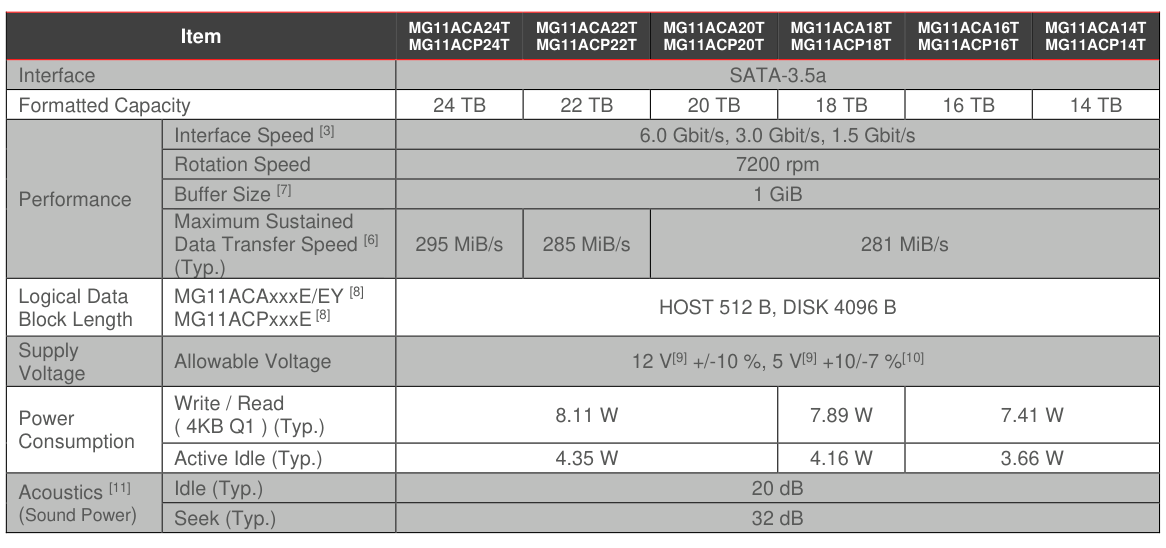 Item MG11ACA24T MG11ACA22T MG11ACA20T MG11ACA18T MG11ACA16T MG11ACA14T
MG11ACP24T MG11ACP22T MG11ACP20T MG11ACP18T MG11ACP16T MG11ACP14T
Interface SATA-3.5a
Formatted Capacity 24 TB 22 TB 20 TB 18 TB 16 TB 14 TB
Performance
Interface Speed [3] 6.0 Gbit/s, 3.0 Gbit/s, 1.5 Gbit/s
Rotation Speed 7200 rpm
Buffer Size [7] 1 GiB
Maximum Sustained
Data Transfer Speed [6] 295 MiB/s 285 MiB/s 281 MiB/s
(Typ.)
Logical Data
Block Length
MG11ACAxxxE/EY [8]
MG11ACPxxxE [8]
HOST 512 B, DISK 4096 B
Supply
Voltage
Allowable Voltage 12 V[9] +/-10 %, 5 V[9] +10/-7 %[10]
Power
Consumption
Write / Read
( 4KB Q1 ) (Typ.)
8.11 W 7.89 W 7.41 W
Active Idle (Typ.) 4.35 W 4.16 W 3.66 W
Acoustics [11]
(Sound Power)
Idle (Typ.) 20 dB
Seek (Typ.) 32 dB